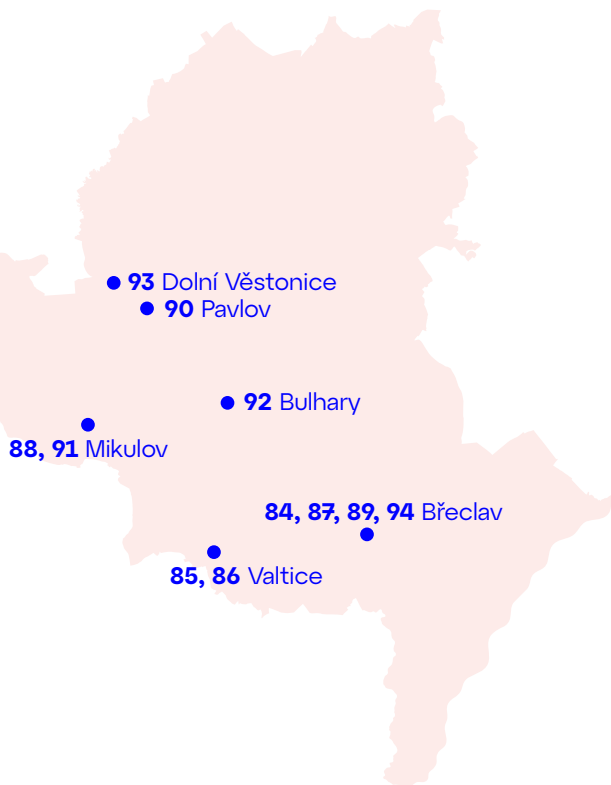 93 Dolní Věstonice
90 Pavlov
92 Bulhary
88, 91 Mikulov
84, 87, 89, 94 Břeclav
85, 86 Valtice